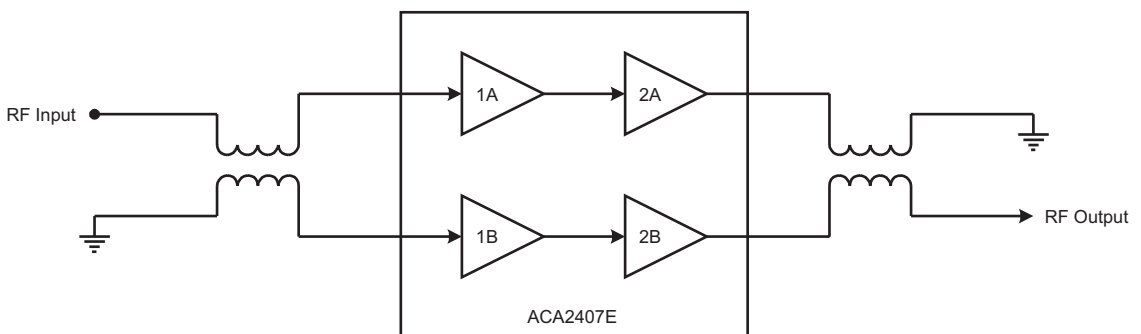 1A
2A
RF Input
1B
2B
RF Output
ACA2407E